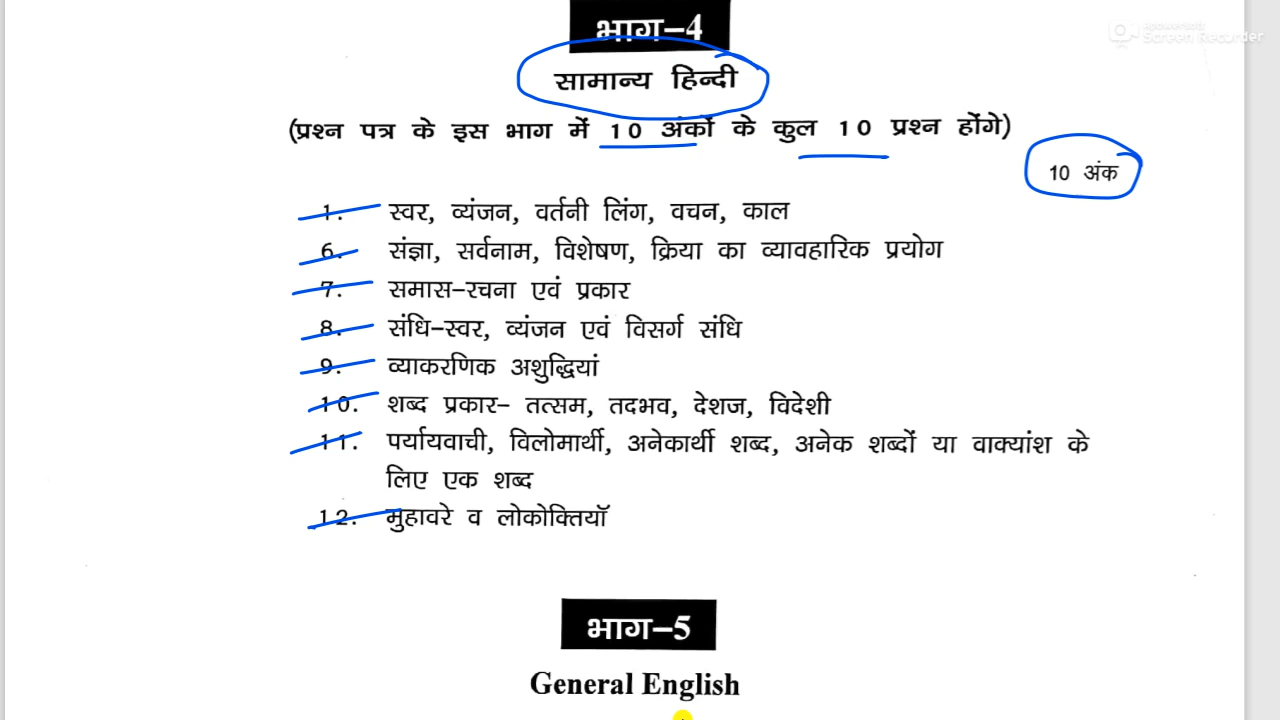 भाग–4
Apowersoft
Screen Recorder
सामान्य हिन्दी
(प्रश्न पत्र के इस भाग में 10 अंकों के कुल 10 प्रश्न होंगे)
10 अंक
1. स्वर, व्यंजन, वर्तनी लिंग, वचन, काल
6. संज्ञा, सर्वनाम, विशेषण, क्रिया का व्यावहारिक प्रयोग
7. समास–रचना एवं प्रकार
8. संधि–स्वर, व्यंजन एवं विसर्ग संधि
9. व्याकरणिक अशुद्धियां
10. शब्द प्रकार– तत्सम, तदभव, देशज, विदेशी
11. पर्यायवाची, विलोमार्थी, अनेकार्थी शब्द, अनेक शब्दों या वाक्यांश के
लिए एक शब्द
12. मुहावरे व लोकोक्तियॉ
भाग–5
General English